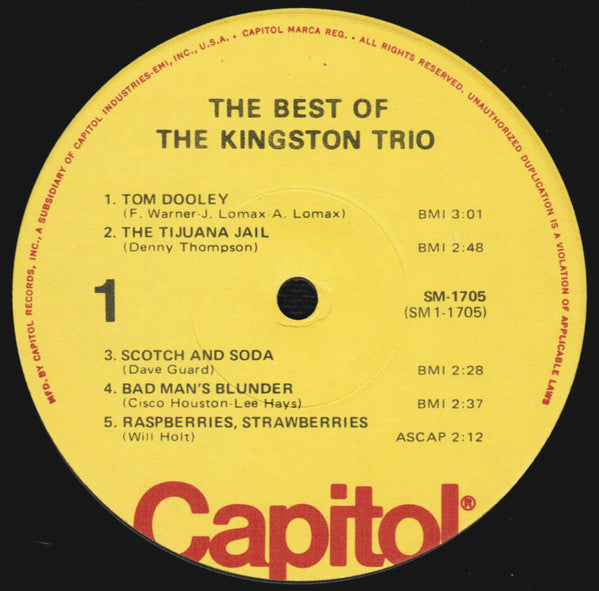 MFD. BY CAPITOL RECORDS, INC., A SUBSIDIARY OF CAPITOL INDUSTRIES-EMI, INC., U.S.A. • CAPITOL MARCA REG. • ALL RIGHTS RESERVED. UNAUTHORIZED DUPLICATION IS A VIOLATION OF APPLICABLE LAWS
THE BEST OF
THE KINGSTON TRIO
1. TOM DOOLEY
(F. Warner-J. Lomax-A. Lomax) BMI 3:01
2. THE TIJUANA JAIL
(Denny Thompson) BMI 2:48
1
SM-1705
(SM1-1705)
3. SCOTCH AND SODA
(Dave Guard) BMI 2:28
4. BAD MAN'S BLUNDER
(Cisco Houston-Lee Hays) BMI 2:37
5. RASPBERRIES, STRAWBERRIES
(Will Holt) ASCAP 2:12
Capitol®